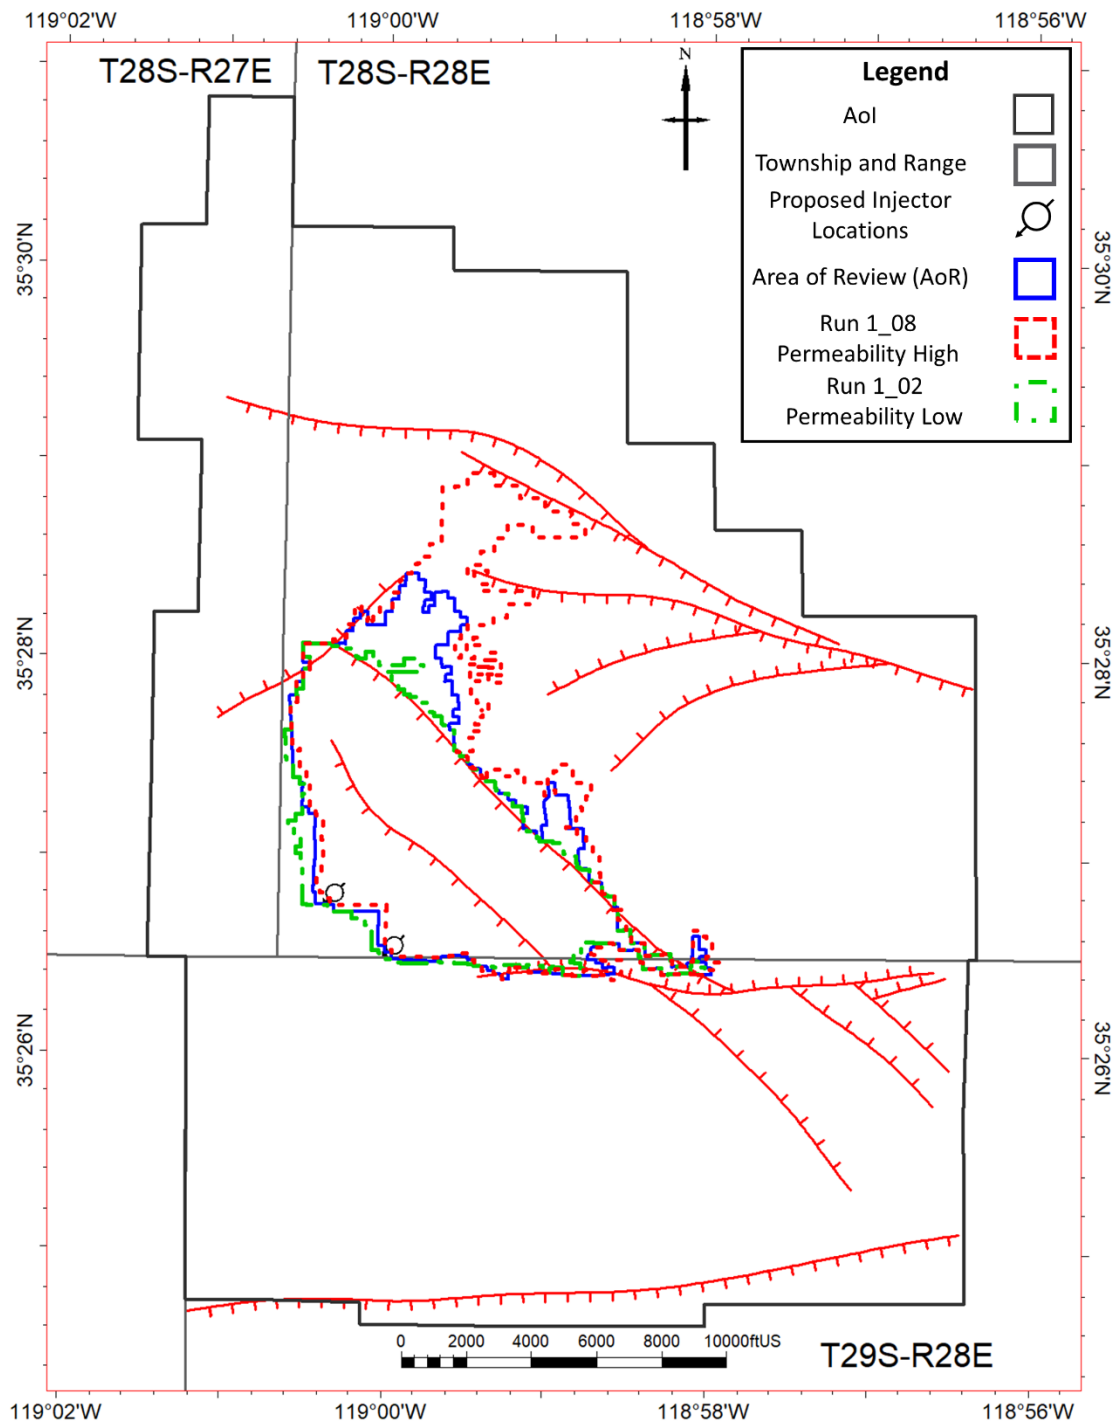 119°02'W 119°00'W 118°58'W 118°56'W
T28S-R27E T28S-R28E
N
Legend
AoI
Township and Range
Proposed Injector
Locations
Area of Review (AoR)
Run 1_08
Permeability High
Run 1_02
Permeability Low
35°30'N 35°30'N
35°28'N 35°28'N
35°26'N 35°26'N
0 2000 4000 6000 8000 10000ftUS
T29S-R28E
119°02'W 119°00'W 118°58'W 118°56'W